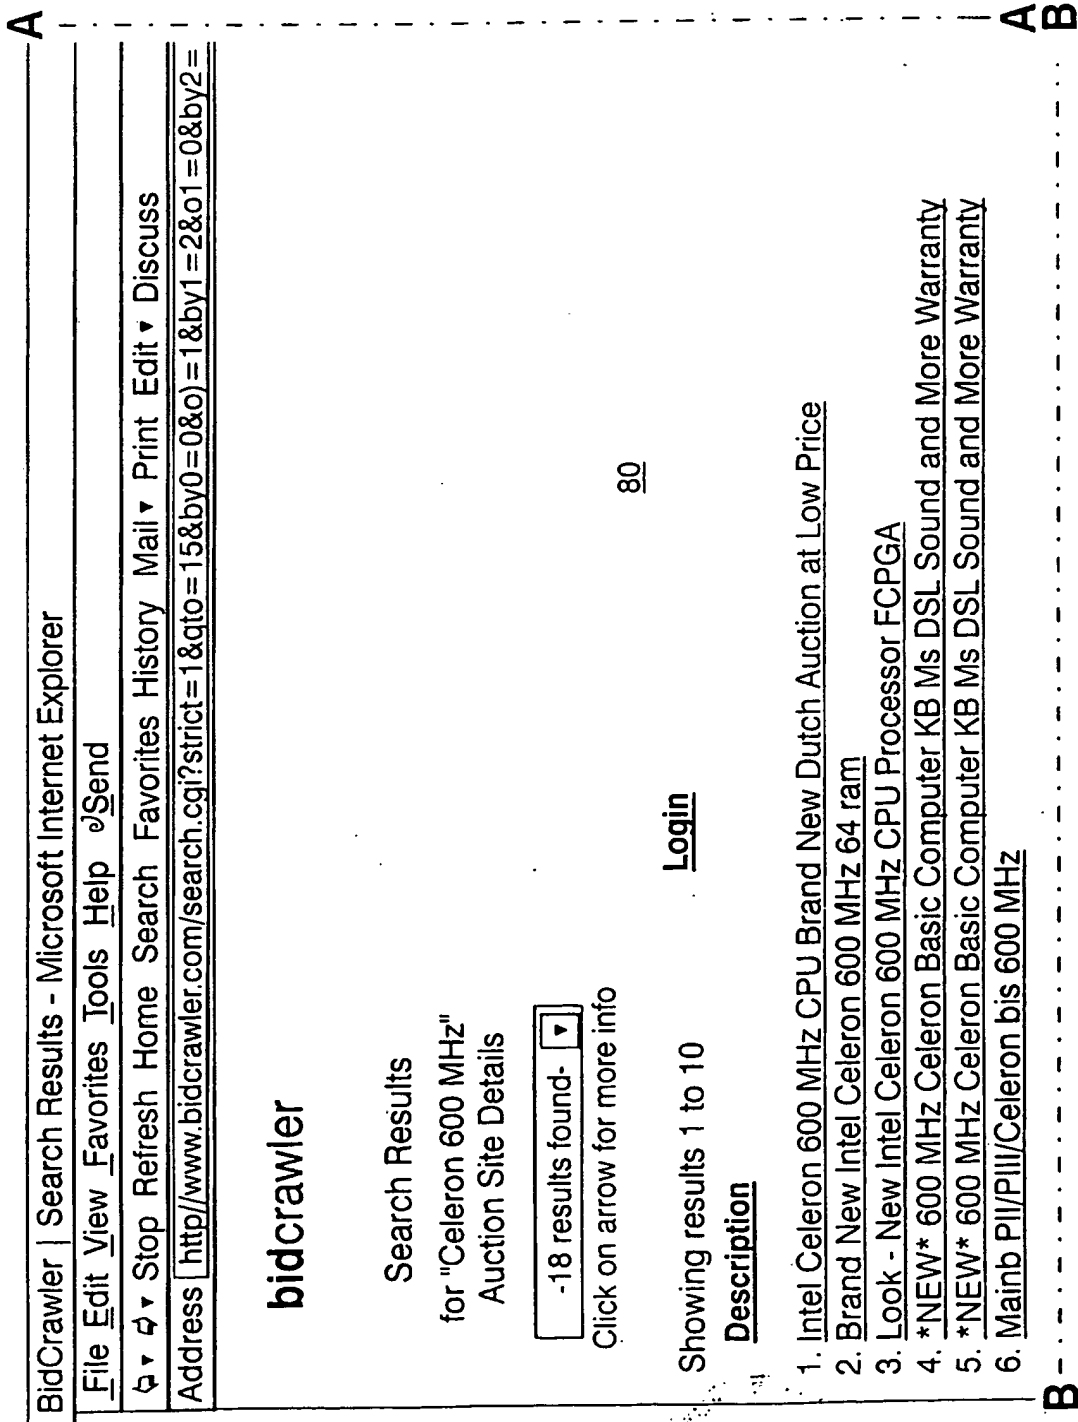 BidCrawler | Search Results - Microsoft Internet Explorer
File Edit View Favorites Tools Help Send
Stop Refresh Home Search Favorites History Mail ▾ Print Edit ▾ Discuss
Address http//www.bidcrawler.com/search.cgi?strict=1&qto=15&by0=0&o)=1&by1=2&o1=0&by2=
bidcrawler
Search Results
for "Celeron 600 MHz"
Auction Site Details
-18 results found- ▾
Click on arrow for more info
80
Showing results 1 to 10
Login
Description
1. Intel Celeron 600 MHz CPU Brand New Dutch Auction at Low Price
2. Brand New Intel Celeron 600 MHz 64 ram
3. Look - New Intel Celeron 600 MHz CPU Processor FCPGA
4. *NEW* 600 MHz Celeron Basic Computer KB Ms DSL Sound and More Warranty
5. *NEW* 600 MHz Celeron Basic Computer KB Ms DSL Sound and More Warranty
6. Mainb PII/PIII/Celeron bis 600 MHz
A
A
B
B